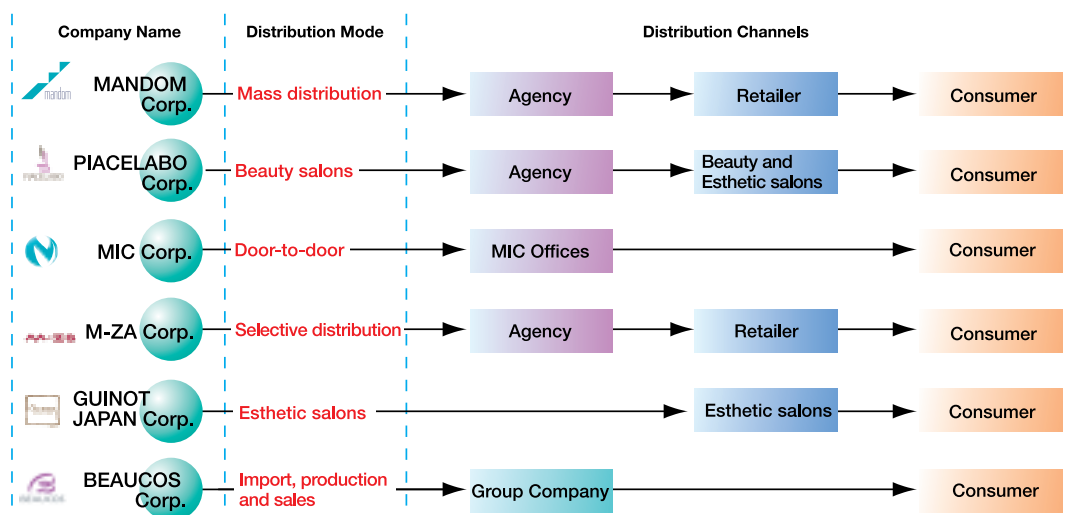 Company Name
Distribution Mode
Distribution Channels
mandom
MANDOM
Corp.
Mass distribution
Agency
Retailer
Consumer
PIACELABO
PIACELABO
Corp.
Beauty salons
Agency
Beauty and
Esthetic salons
Consumer
MIC Corp.
Door-to-door
MIC Offices
Consumer
M-ZA Corp.
Selective distribution
Agency
Retailer
Consumer
GUINOT
JAPAN Corp.
Esthetic salons
Esthetic salons
Consumer
BEAUCOS
BEAUCOS
Corp.
Import, production
and sales
Group Company
Consumer